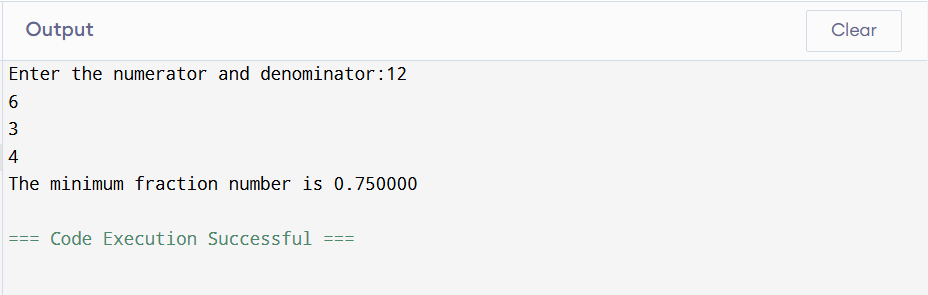 Output
Clear
Enter the numerator and denominator:12
6
3
4
The minimum fraction number is 0.750000
=== Code Execution Successful ===